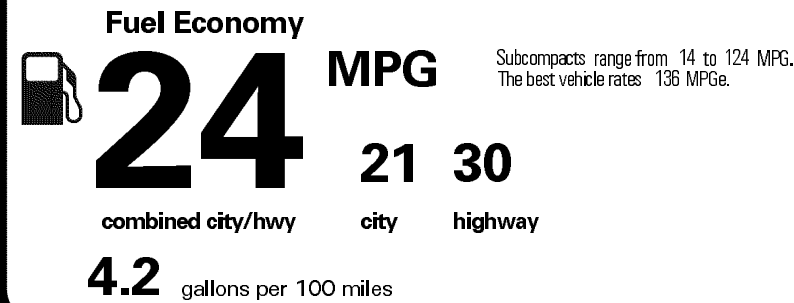 Fuel Economy
24 MPG
Subcompacts range from 14 to 124 MPG.
The best vehicle rates 136 MPGe.
21 30
combined city/hwy city highway
4.2 gallons per 100 miles